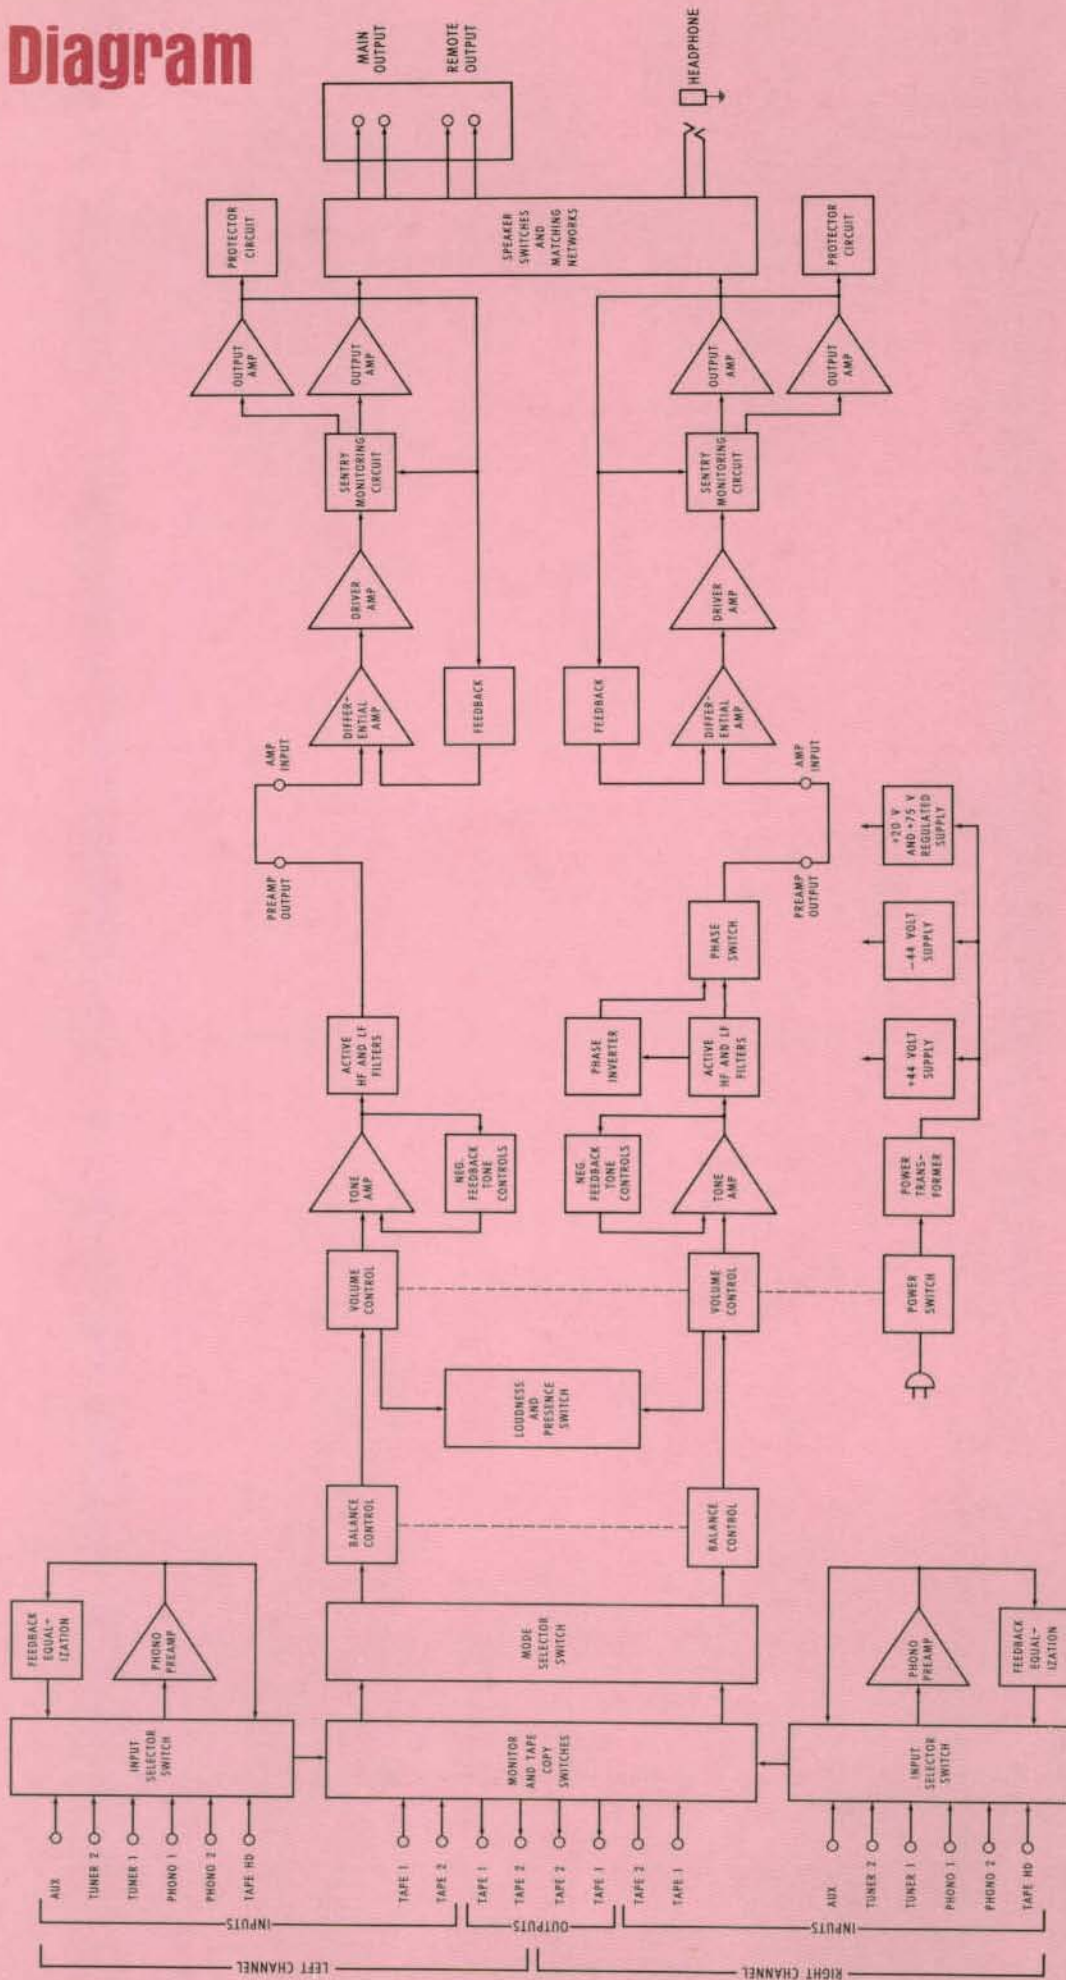 Diagram
MAIN
OUTPUT
REMOTE
OUTPUT
HEADPHONE
PROTECTOR
CIRCUIT
SPEAKER
SWITCHES
AND
MATCHING
NETWORKS
PROTECTOR
CIRCUIT
OUTPUT
AMP
OUTPUT
AMP
OUTPUT
AMP
OUTPUT
AMP
SENTRY
MONITORING
CIRCUIT
SENTRY
MONITORING
CIRCUIT
DRIVER
AMP
DRIVER
AMP
DIFFER-
ENTIAL
AMP
FEEDBACK
FEEDBACK
DIFFER-
ENTIAL
AMP
AMP
INPUT
AMP
INPUT
PREAMP
OUTPUT
PREAMP
OUTPUT
+20 V
AND +75 V
REGULATED
SUPPLY
PHASE
SWITCH
—44 VOLT
SUPPLY
ACTIVE
HF AND LF
FILTERS
PHASE
INVERTER
ACTIVE
HF AND LF
FILTERS
+44 VOLT
SUPPLY
TONE
AMP
NEG.
FEEDBACK
TONE
CONTROLS
NEG.
FEEDBACK
TONE
CONTROLS
TONE
AMP
POWER
TRANS-
FORMER
VOLUME
CONTROL
VOLUME
CONTROL
POWER
SWITCH
LOUDNESS
AND
PRESENCE
SWITCH
BALANCE
CONTROL
BALANCE
CONTROL
FEEDBACK
EQUAL-
IZATION
PHONO
PREAMP
MODE
SELECTOR
SWITCH
PHONO
PREAMP
FEEDBACK
EQUAL-
IZATION
INPUT
SELECTOR
SWITCH
MONITOR
AND TAPE
COPY
SWITCHES
INPUT
SELECTOR
SWITCH
AUX
TUNER 2
TUNER 1
PHONO 1
PHONO 2
TAPE HD
TAPE 1
TAPE 2
TAPE 1
TAPE 2
TAPE 2
TAPE 1
TAPE 2
TAPE 1
AUX
TUNER 2
TUNER 1
PHONO 1
PHONO 2
TAPE HD
INPUTS
OUTPUTS
INPUTS
LEFT CHANNEL
RIGHT CHANNEL